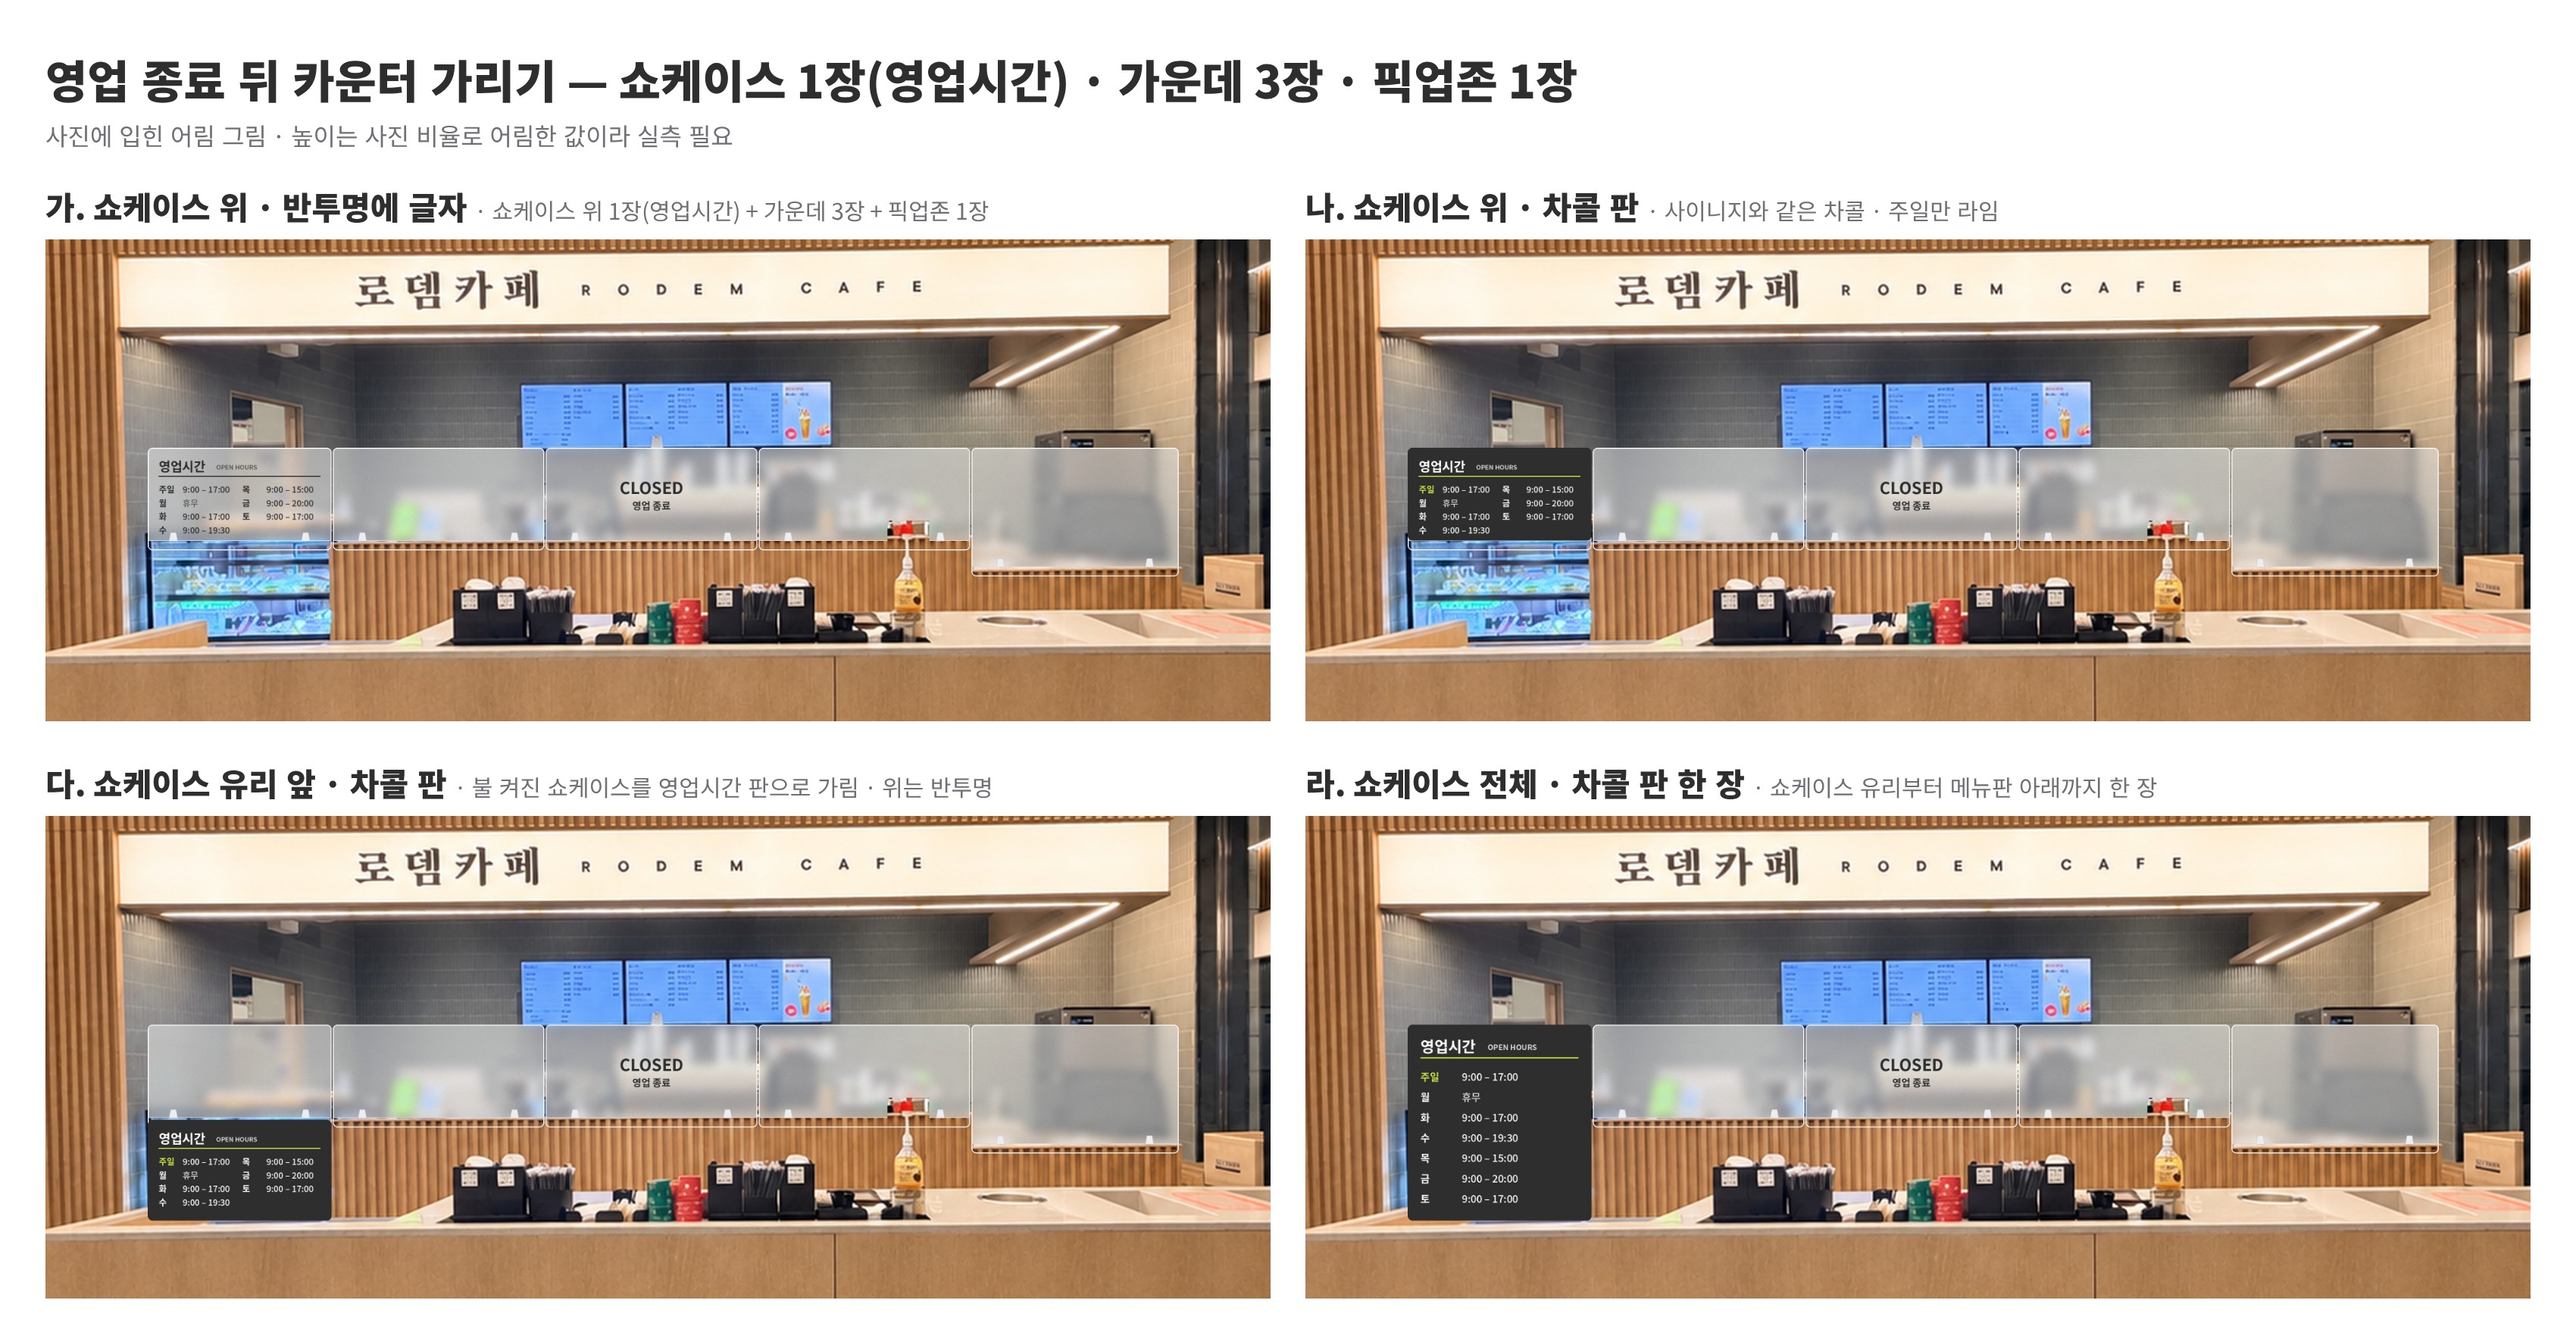 영업 종료 뒤 카운터 가리기 — 쇼케이스 1장(영업시간) · 가운데 3장 · 픽업존 1장
사진에 입힌 어림 그림 · 높이는 사진 비율로 어림한 값이라 실측 필요
가. 쇼케이스 위 · 반투명에 글자 · 쇼케이스 위 1장(영업시간) + 가운데 3장 + 픽업존 1장
로뎀카페 RODEM CAFE
영업시간 OPEN HOURS
주일 9:00 – 17:00 목 9:00 – 15:00
월 휴무 금 9:00 – 20:00
화 9:00 – 17:00 토 9:00 – 17:00
수 9:00 – 19:30
CLOSED
영업 종료
나. 쇼케이스 위 · 차콜 판 · 사이니지와 같은 차콜 · 주일만 라임
로뎀카페 RODEM CAFE
영업시간 OPEN HOURS
주일 9:00 – 17:00 목 9:00 – 15:00
월 휴무 금 9:00 – 20:00
화 9:00 – 17:00 토 9:00 – 17:00
수 9:00 – 19:30
CLOSED
영업 종료
다. 쇼케이스 유리 앞 · 차콜 판 · 불 켜진 쇼케이스를 영업시간 판으로 가림 · 위는 반투명
로뎀카페 RODEM CAFE
CLOSED
영업 종료
영업시간 OPEN HOURS
주일 9:00 – 17:00 목 9:00 – 15:00
월 휴무 금 9:00 – 20:00
화 9:00 – 17:00 토 9:00 – 17:00
수 9:00 – 19:30
라. 쇼케이스 전체 · 차콜 판 한 장 · 쇼케이스 유리부터 메뉴판 아래까지 한 장
로뎀카페 RODEM CAFE
영업시간 OPEN HOURS
주일 9:00 – 17:00
월 휴무
화 9:00 – 17:00
수 9:00 – 19:30
목 9:00 – 15:00
금 9:00 – 20:00
토 9:00 – 17:00
CLOSED
영업 종료